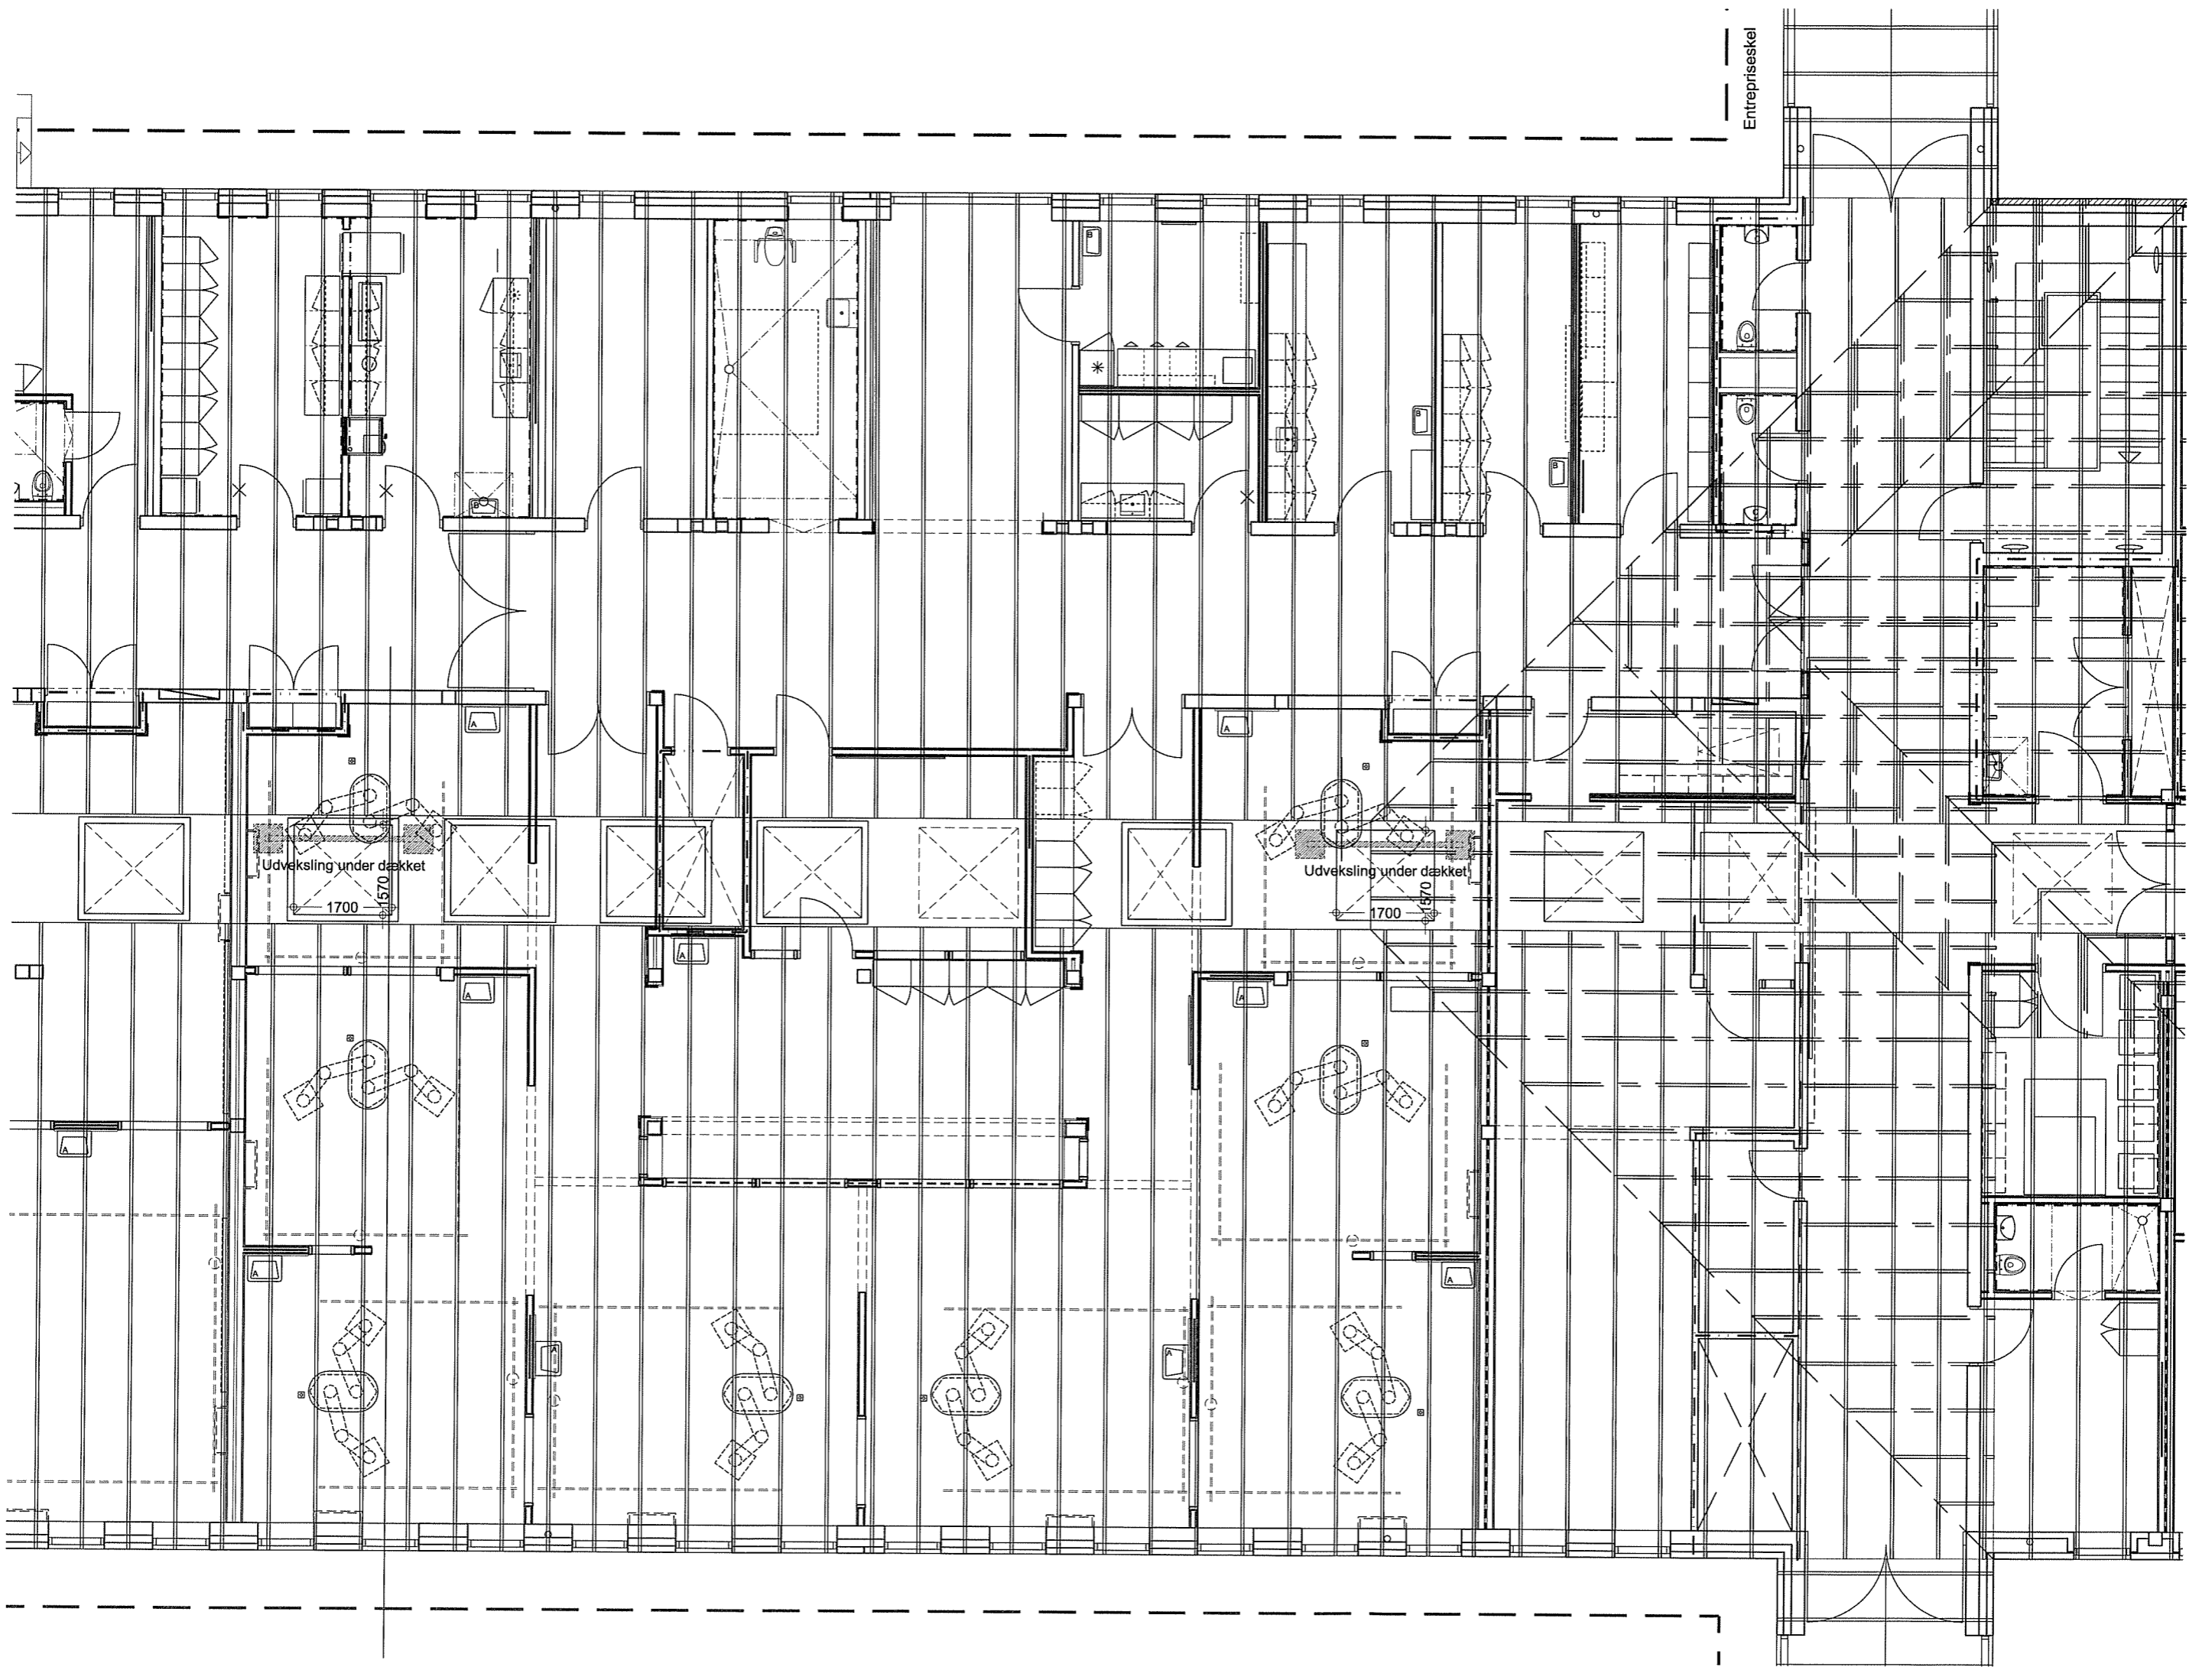 Entrepriseskel
B
B
B
B
A
A
Udveksling under dækket
1570
1700
Udveksling under dækket
1570
1700
A
A
A
A
A
A
A
A